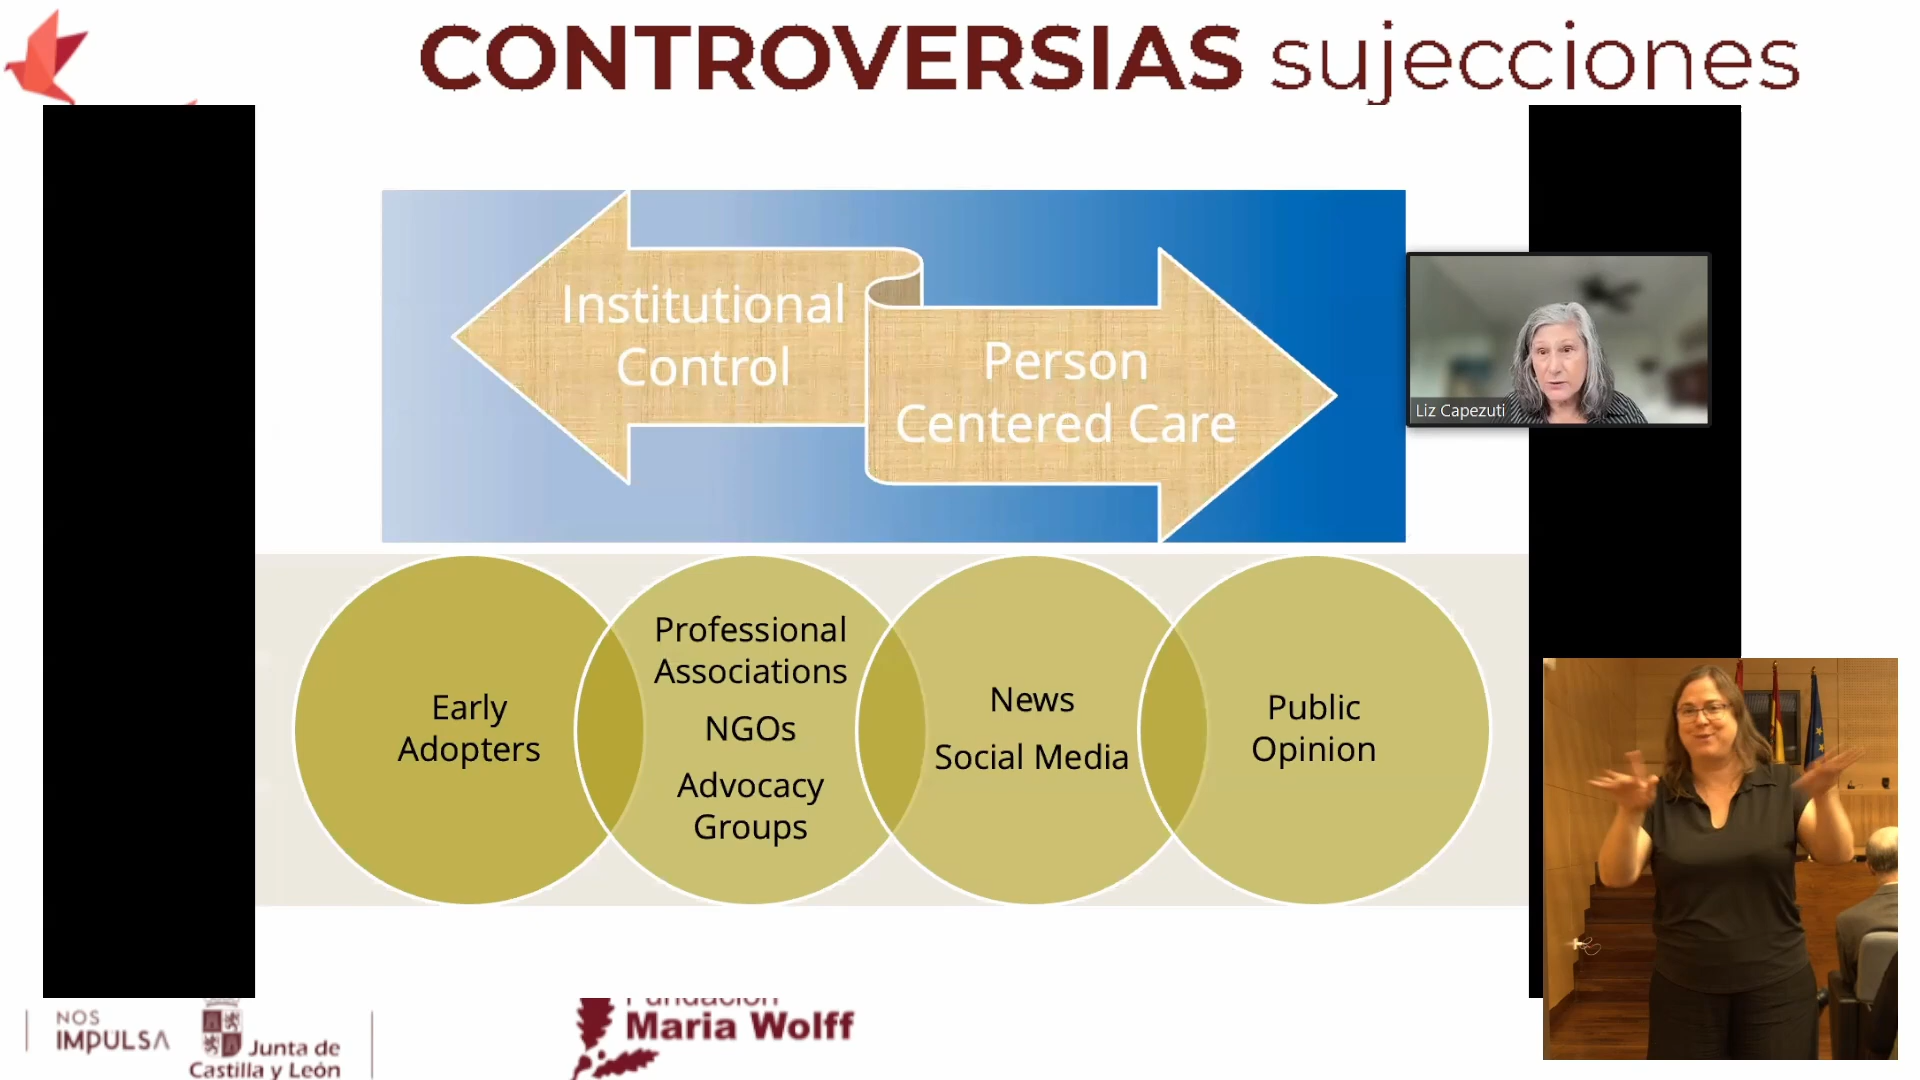 CONTROVERSIAS sujecciones
Institutional
Control
Person
Centered Care
Liz Capezuti
Early
Adopters
Professional
Associations
NGOs
Advocacy
Groups
News
Social Media
Public
Opinion
NOS
IMPULSA
Junta de
Castilla y León
Fundación
Maria Wolff